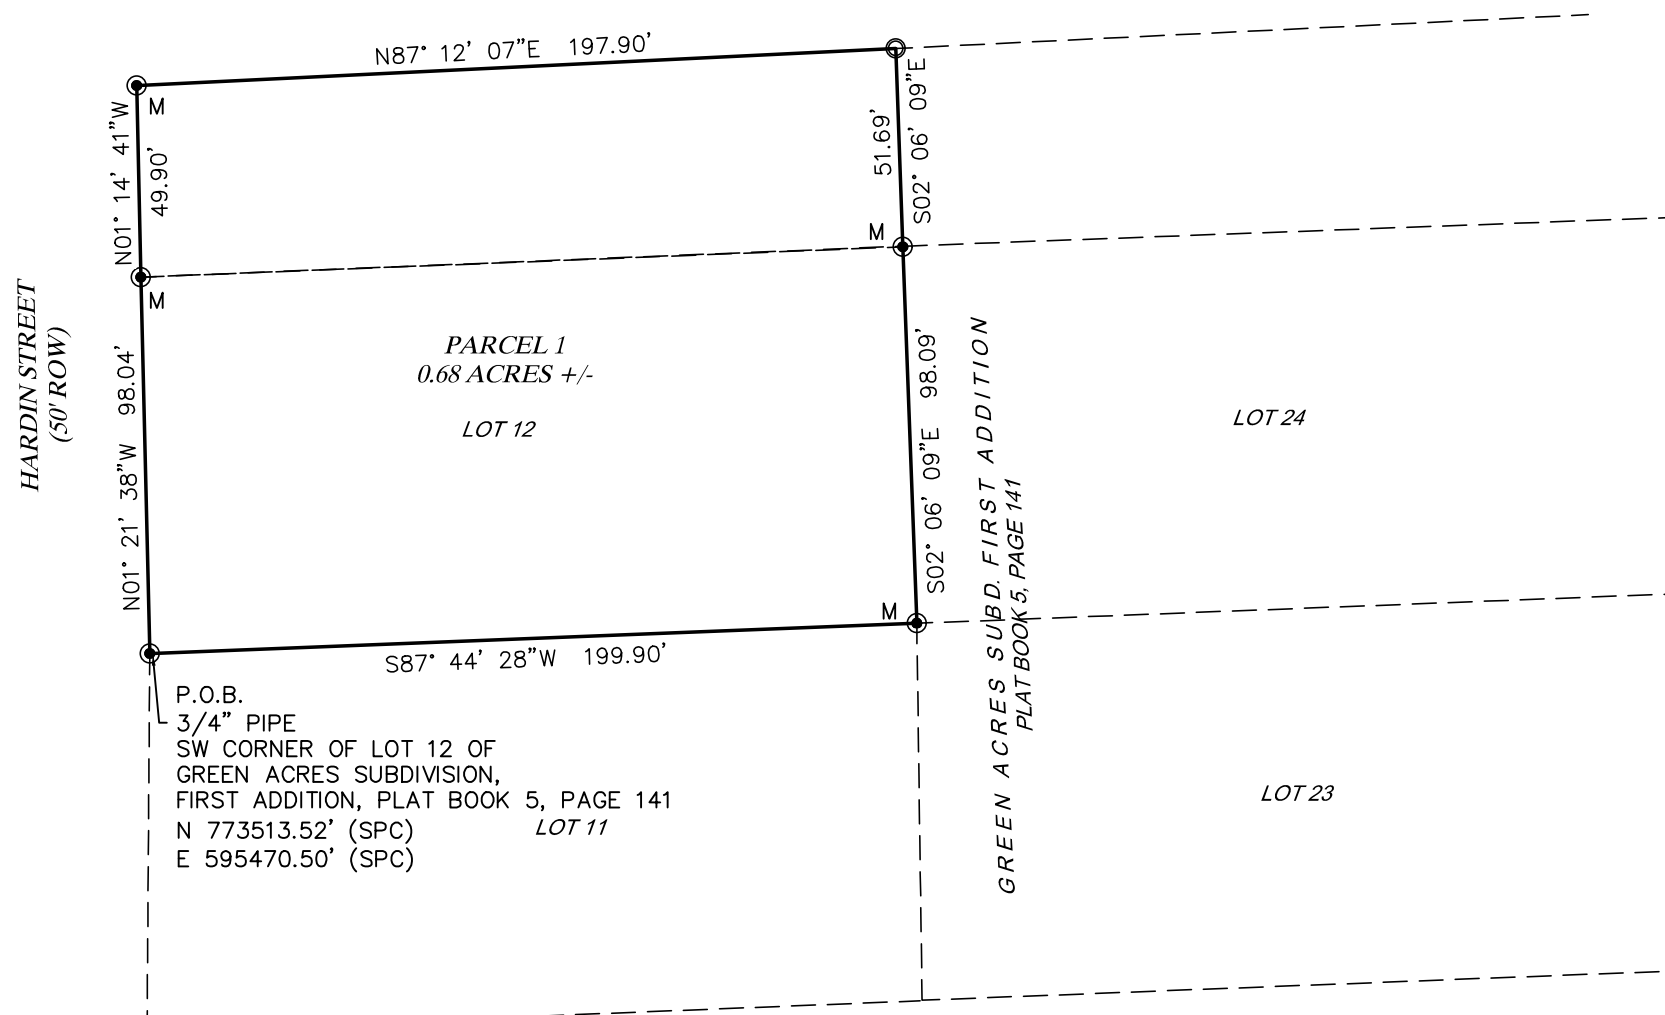 N87° 12' 07"E 197.90'
M
N01° 14' 41"W
49.90'
51.69'
S02° 06' 09"E
M
M
HARDIN STREET
(50' ROW)
N01° 21' 38"W 98.04'
PARCEL 1
0.68 ACRES +/-
LOT 12
S02° 06' 09"E 98.09'
GREEN ACRES SUBD. FIRST ADDITION
PLAT BOOK 5, PAGE 141
LOT 24
M
S87° 44' 28"W 199.90'
P.O.B.
3/4" PIPE
SW CORNER OF LOT 12 OF
GREEN ACRES SUBDIVISION,
FIRST ADDITION, PLAT BOOK 5, PAGE 141
N 773513.52' (SPC)
E 595470.50' (SPC)
LOT 11
LOT 23